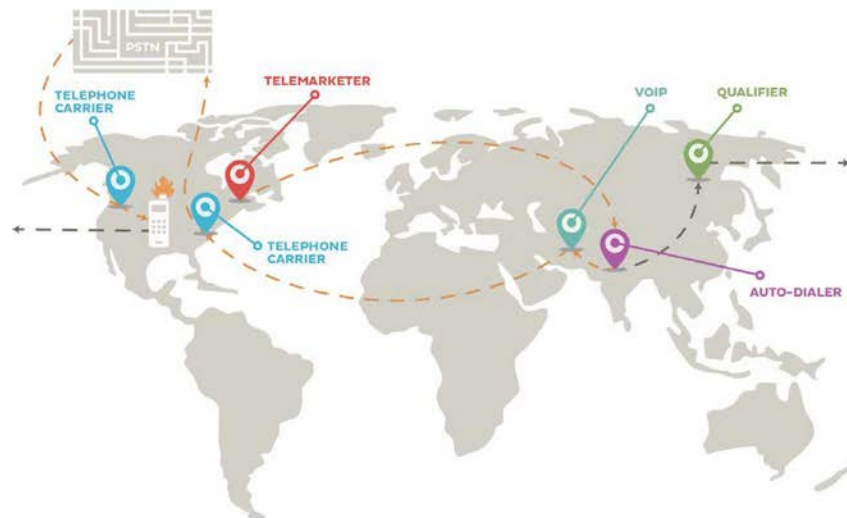 PSTN
TELEMARKETER
VOIP
QUALIFIER
TELEPHONE
CARRIER
TELEPHONE
CARRIER
AUTO-DIALER